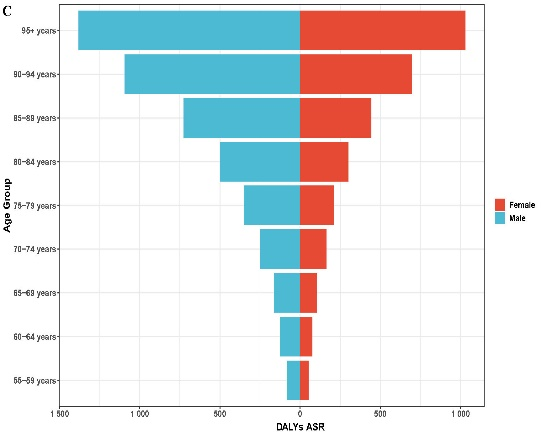 C
95+ years
90−94 years
85−89 years
80−84 years
75−79 years
70−74 years
65−69 years
60−64 years
55−59 years
Age Group
1 500 1 000 500 0 500 1 000
DALYs ASR
Female
Male